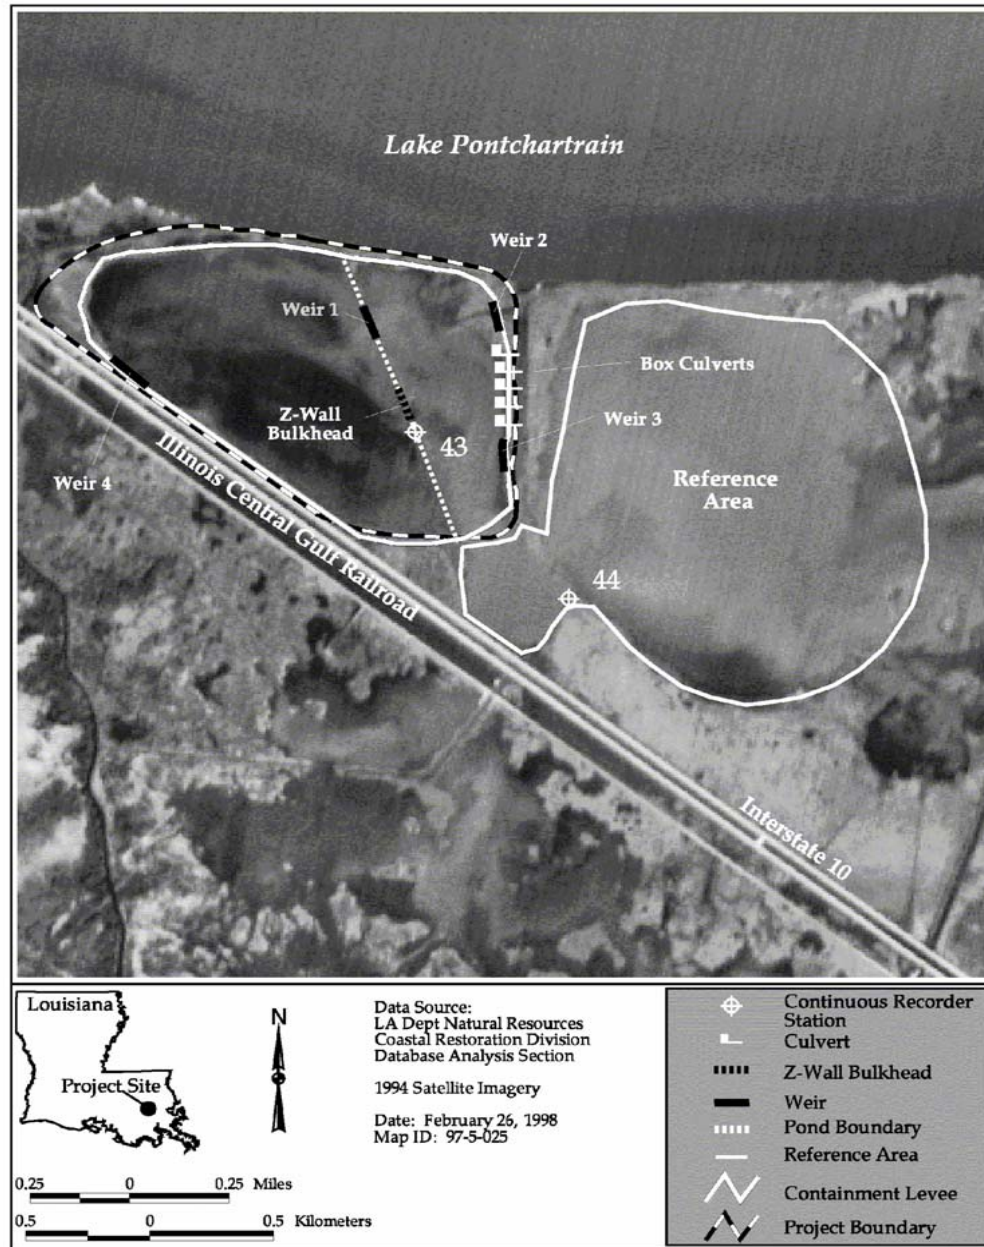 Lake Pontchartrain
Weir 2
Weir 1
Box Culverts
Z-Wall
Bulkhead
43
Weir 3
Weir 4
Reference
Area
Illinois Central Gulf Railroad
44
Interstate 10
Louisiana
Project Site
0.25 0 0.25 Miles
0.5 0 0.5 Kilometers
N
Data Source:
LA Dept Natural Resources
Coastal Restoration Division
Database Analysis Section
1994 Satellite Imagery
Date: February 26, 1998
Map ID: 97-5-025
Continuous Recorder
Station
Culvert
Z-Wall Bulkhead
Weir
Pond Boundary
Reference Area
Containment Levee
Project Boundary